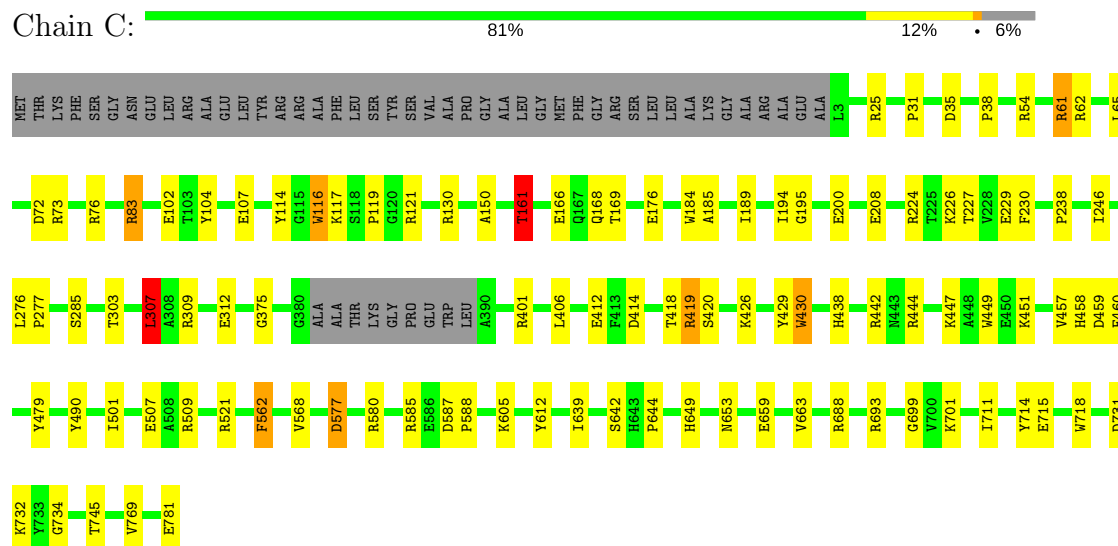 Chain C:
81% 12% • 6%
MET THR LYS PHE SER GLY ASN GLU LEU ARG ALA GLU LEU TYR ARG ARG ALA PHE LEU SER TYR SER VAL ALA PRO GLY ALA LEU GLY MET PHE GLY ARG SER LEU LEU ALA LYS GLY ALA ARG ALA GLU ALA L3 R25 P31 D35 P38 R54 R61 R62 L65
D72 R73 R76 R83 E102 T103 Y104 E107 Y114 G115 W116 K117 S118 P119 G120 R121 R130 A150 T161 E166 Q167 Q168 T169 E176 W184 A185 I189 I194 G195 E200 E208 R224 T225 K226 T227 V228 E229 F230 P238 I246
L276 P277 S285 T303 L307 A308 R309 E312 G375 G380 ALA ALA THR LYS GLY PRO GLU TRP LEU A390 R401 L406 E412 F413 D414 T418 R419 S420 K426 Y429 W430 H438 R442 N443 R444 K447 A448 W449 E450 K451 V457 H458 D459
Y479 Y490 I501 E507 A508 R509 R521 F562 V568 D577 R580 R585 E586 D587 P588 K605 Y612 I639 S642 H643 P644 H649 N653 E659 V663 R688 R693 G699 V700 K701 I711 Y714 E715 W718 D731
K732 Y733 G734 T745 V769 E781